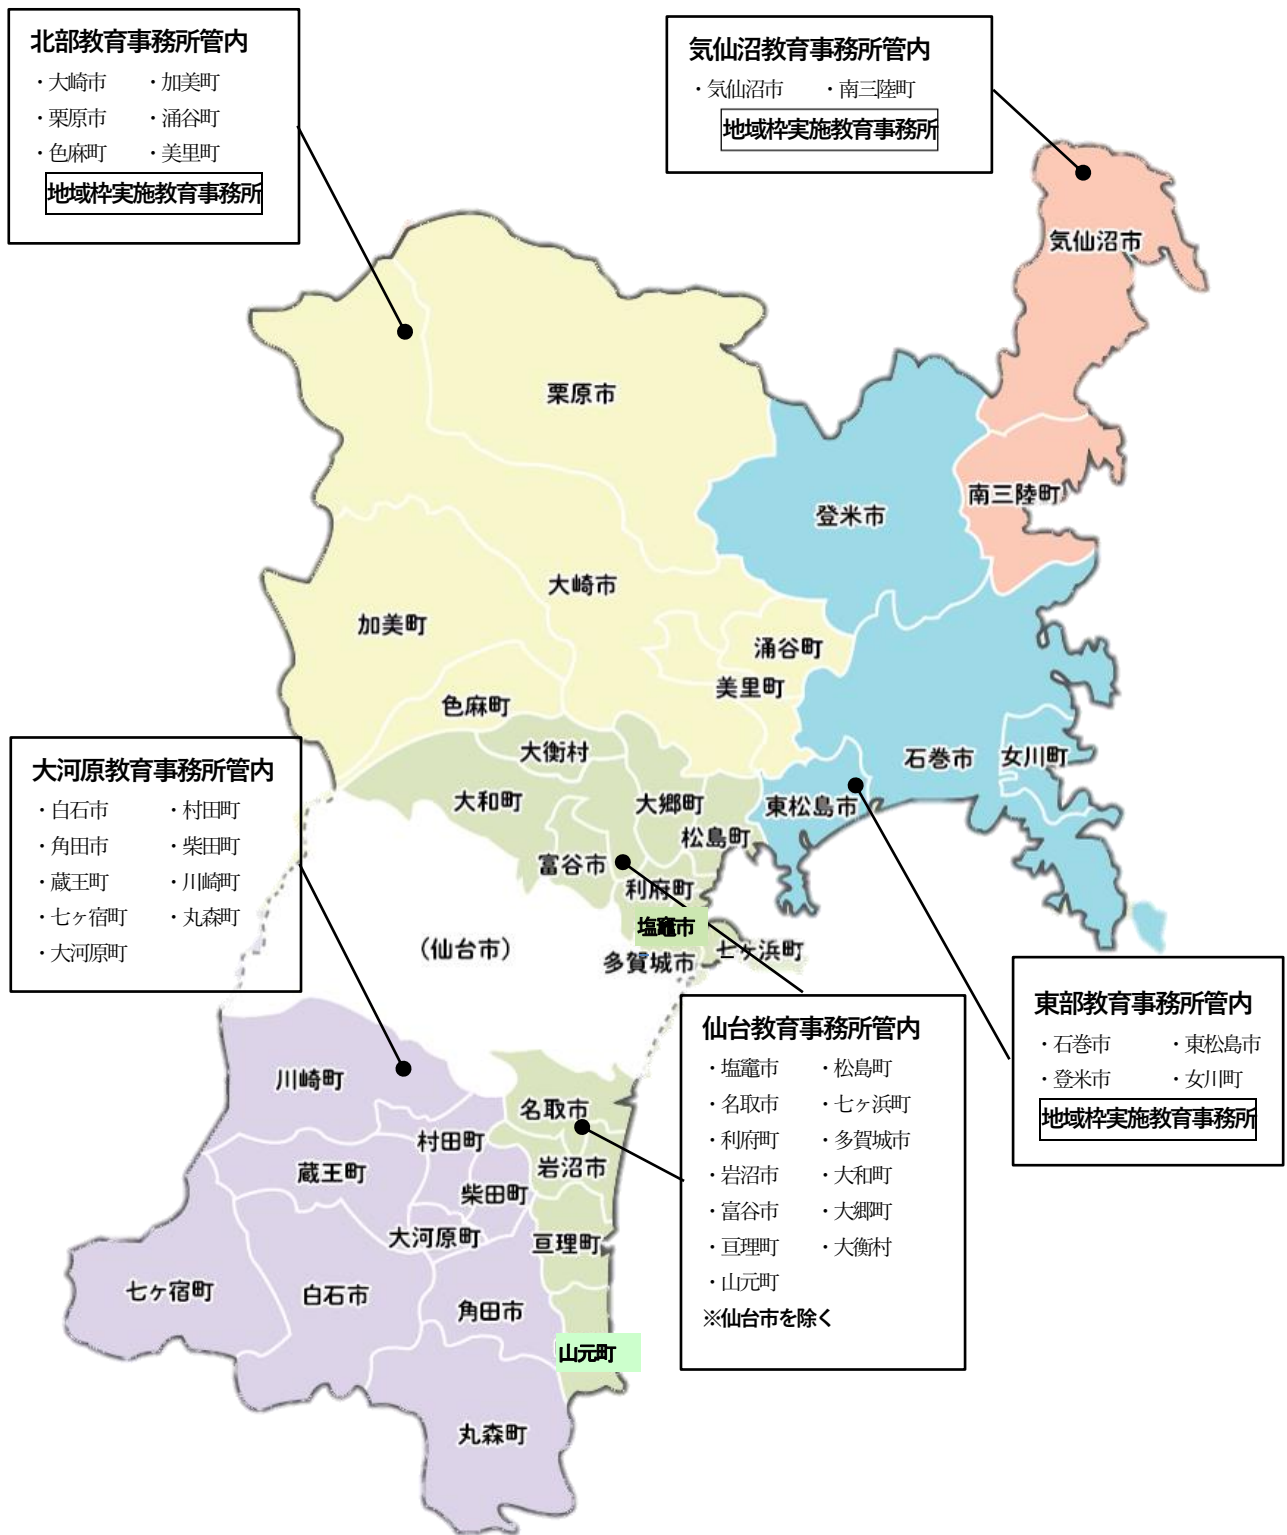 北部教育事務所管内
・大崎市 ・加美町
・栗原市 ・涌谷町
・色麻町 ・美里町
地域枠実施教育事務所
気仙沼教育事務所管内
・気仙沼市 ・南三陸町
地域枠実施教育事務所
気仙沼市
栗原市
南三陸町
登米市
大崎市
加美町
涌谷町
美里町
色麻町
大衡村
石巻市
女川町
大和町
大郷町
東松島市
松島町
富谷市
利府町
塩竈市
(仙台市)
多賀城市
七ヶ浜町
大河原教育事務所管内
・白石市 ・村田町
・角田市 ・柴田町
・蔵王町 ・川崎町
・七ヶ宿町 ・丸森町
・大河原町
東部教育事務所管内
・石巻市 ・東松島市
・登米市 ・女川町
地域枠実施教育事務所
仙台教育事務所管内
・塩竈市 ・松島町
・名取市 ・七ヶ浜町
・利府町 ・多賀城市
・岩沼市 ・大和町
・富谷市 ・大郷町
・亘理町 ・大衡村
・山元町
※仙台市を除く
川崎町
名取市
村田町
岩沼市
蔵王町
柴田町
大河原町
亘理町
七ヶ宿町
白石市
角田市
山元町
丸森町